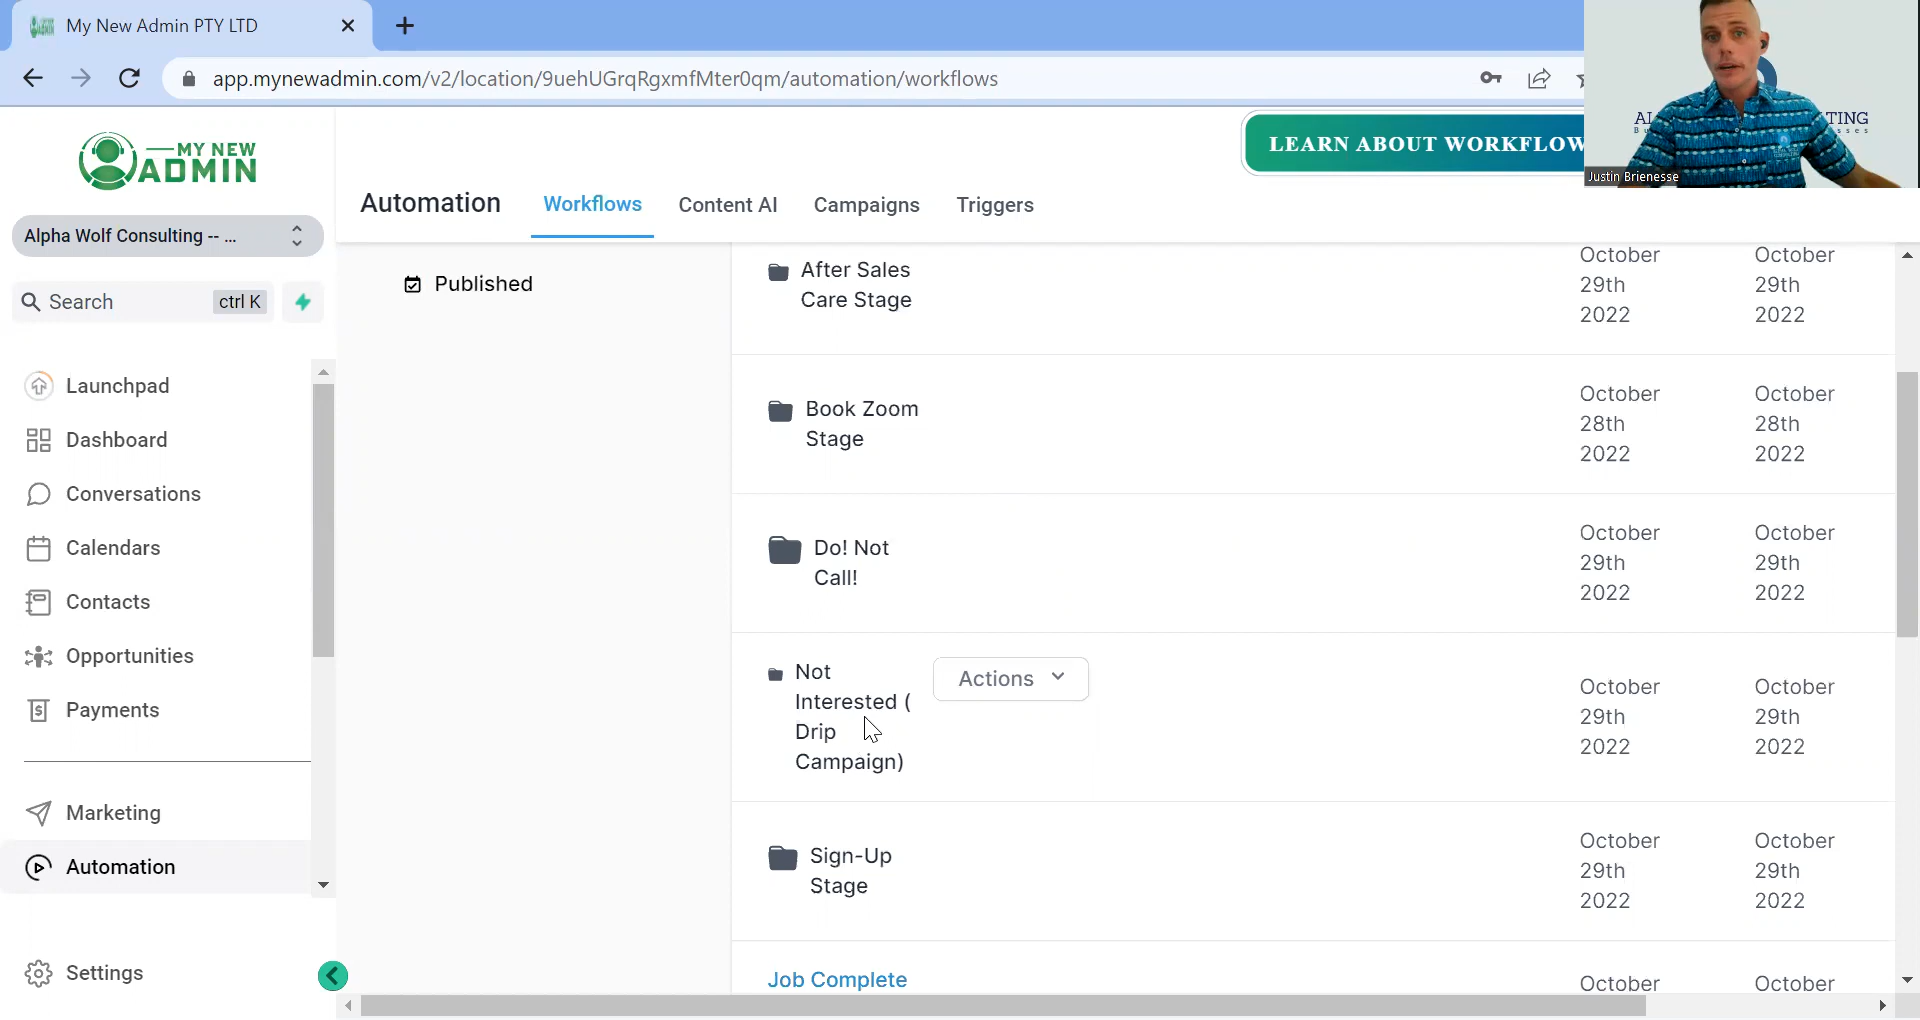 My New Admin PTY LTD
app.mynewadmin.com/v2/location/9uehUGrqRgxmfMter0qm/automation/workflows
MY NEW
ADMIN
LEARN ABOUT WORKFLOW
TING
Justin Brienesse
Automation
Workflows
Content AI
Campaigns
Triggers
Alpha Wolf Consulting -- ...
Search
ctrl K
Published
Launchpad
Dashboard
Conversations
Calendars
Contacts
Opportunities
Payments
Marketing
Automation
Settings
After Sales
Care Stage
October
29th
2022
October
29th
2022
Book Zoom
Stage
October
28th
2022
October
28th
2022
Do! Not
Call!
October
29th
2022
October
29th
2022
Not
Interested (
Drip
Campaign)
Actions
October
29th
2022
October
29th
2022
Sign-Up
Stage
October
29th
2022
October
29th
2022
Job Complete
October
October